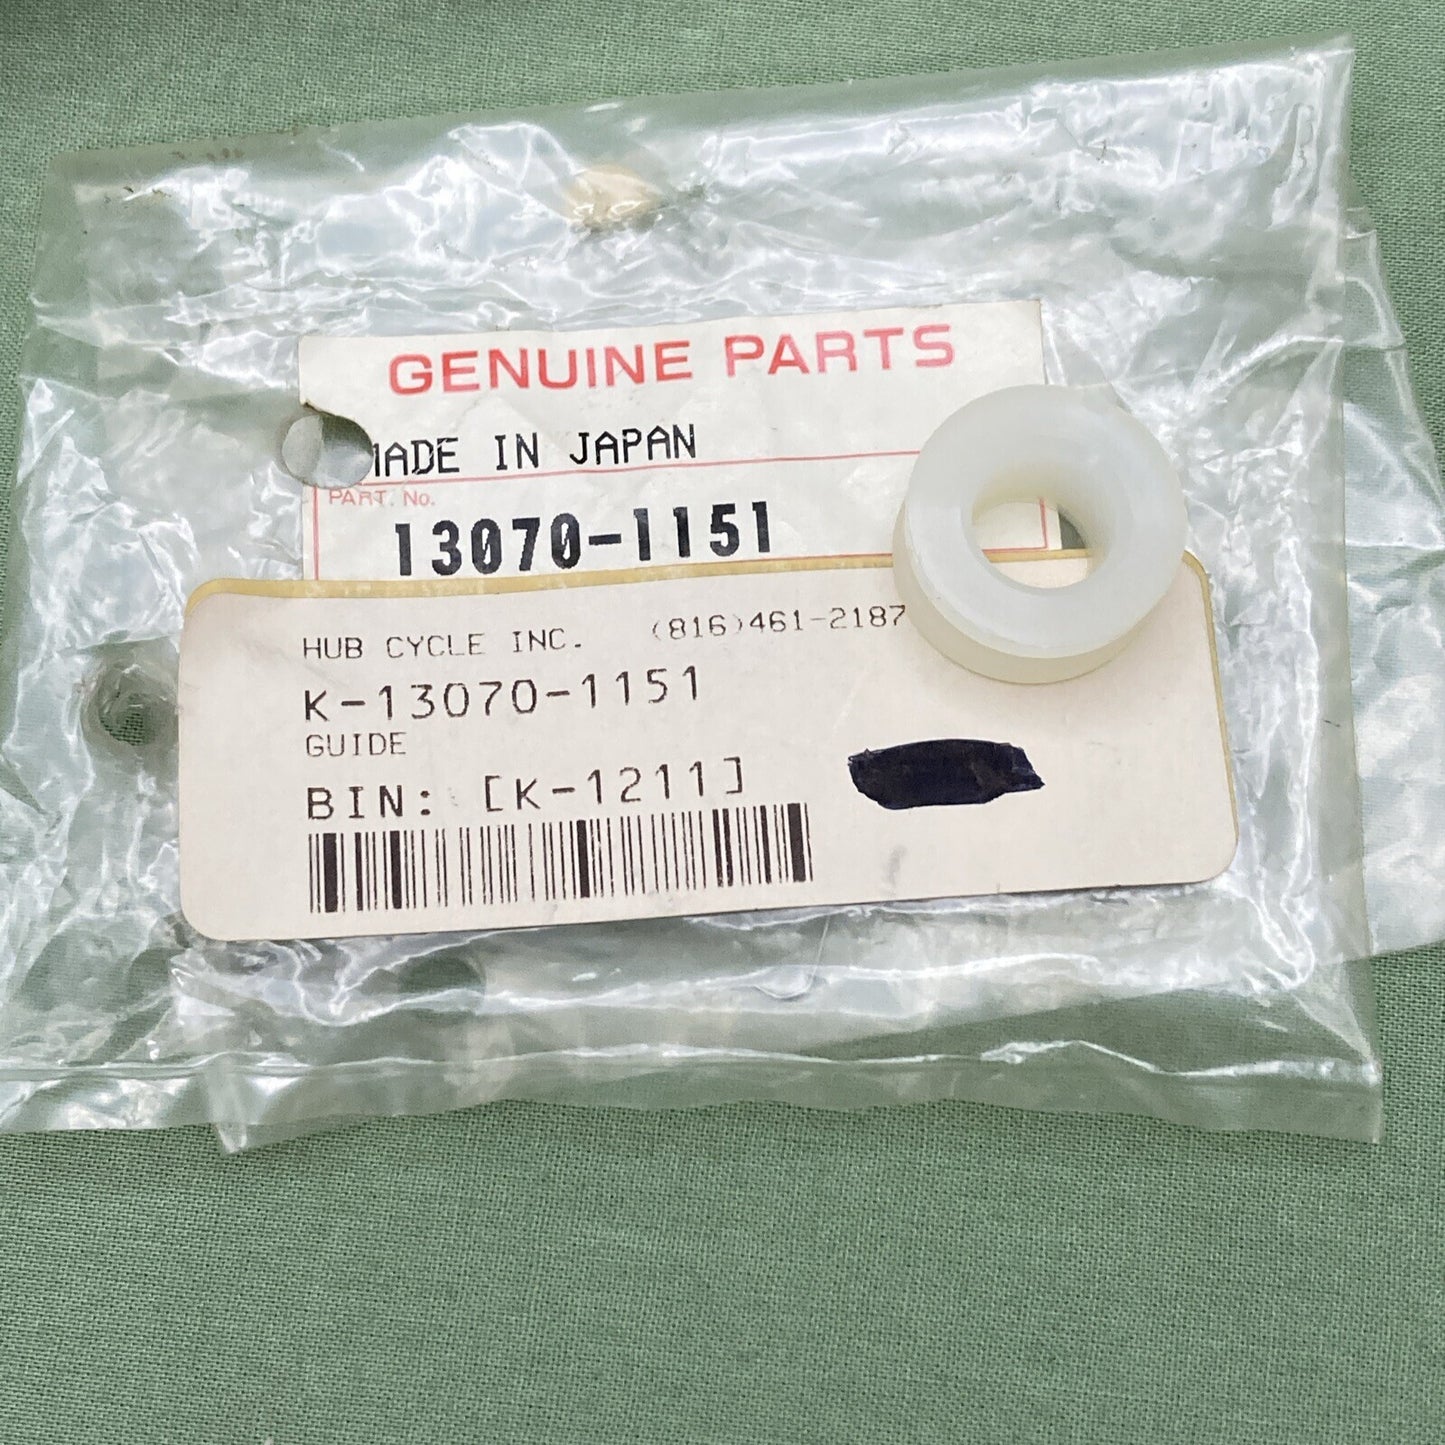 GENUINE PARTS
MADE IN JAPAN
PART. No.
13070-1151
HUB CYCLE INC. (816)461-2187
K-13070-1151
GUIDE
BIN: [K-1211]